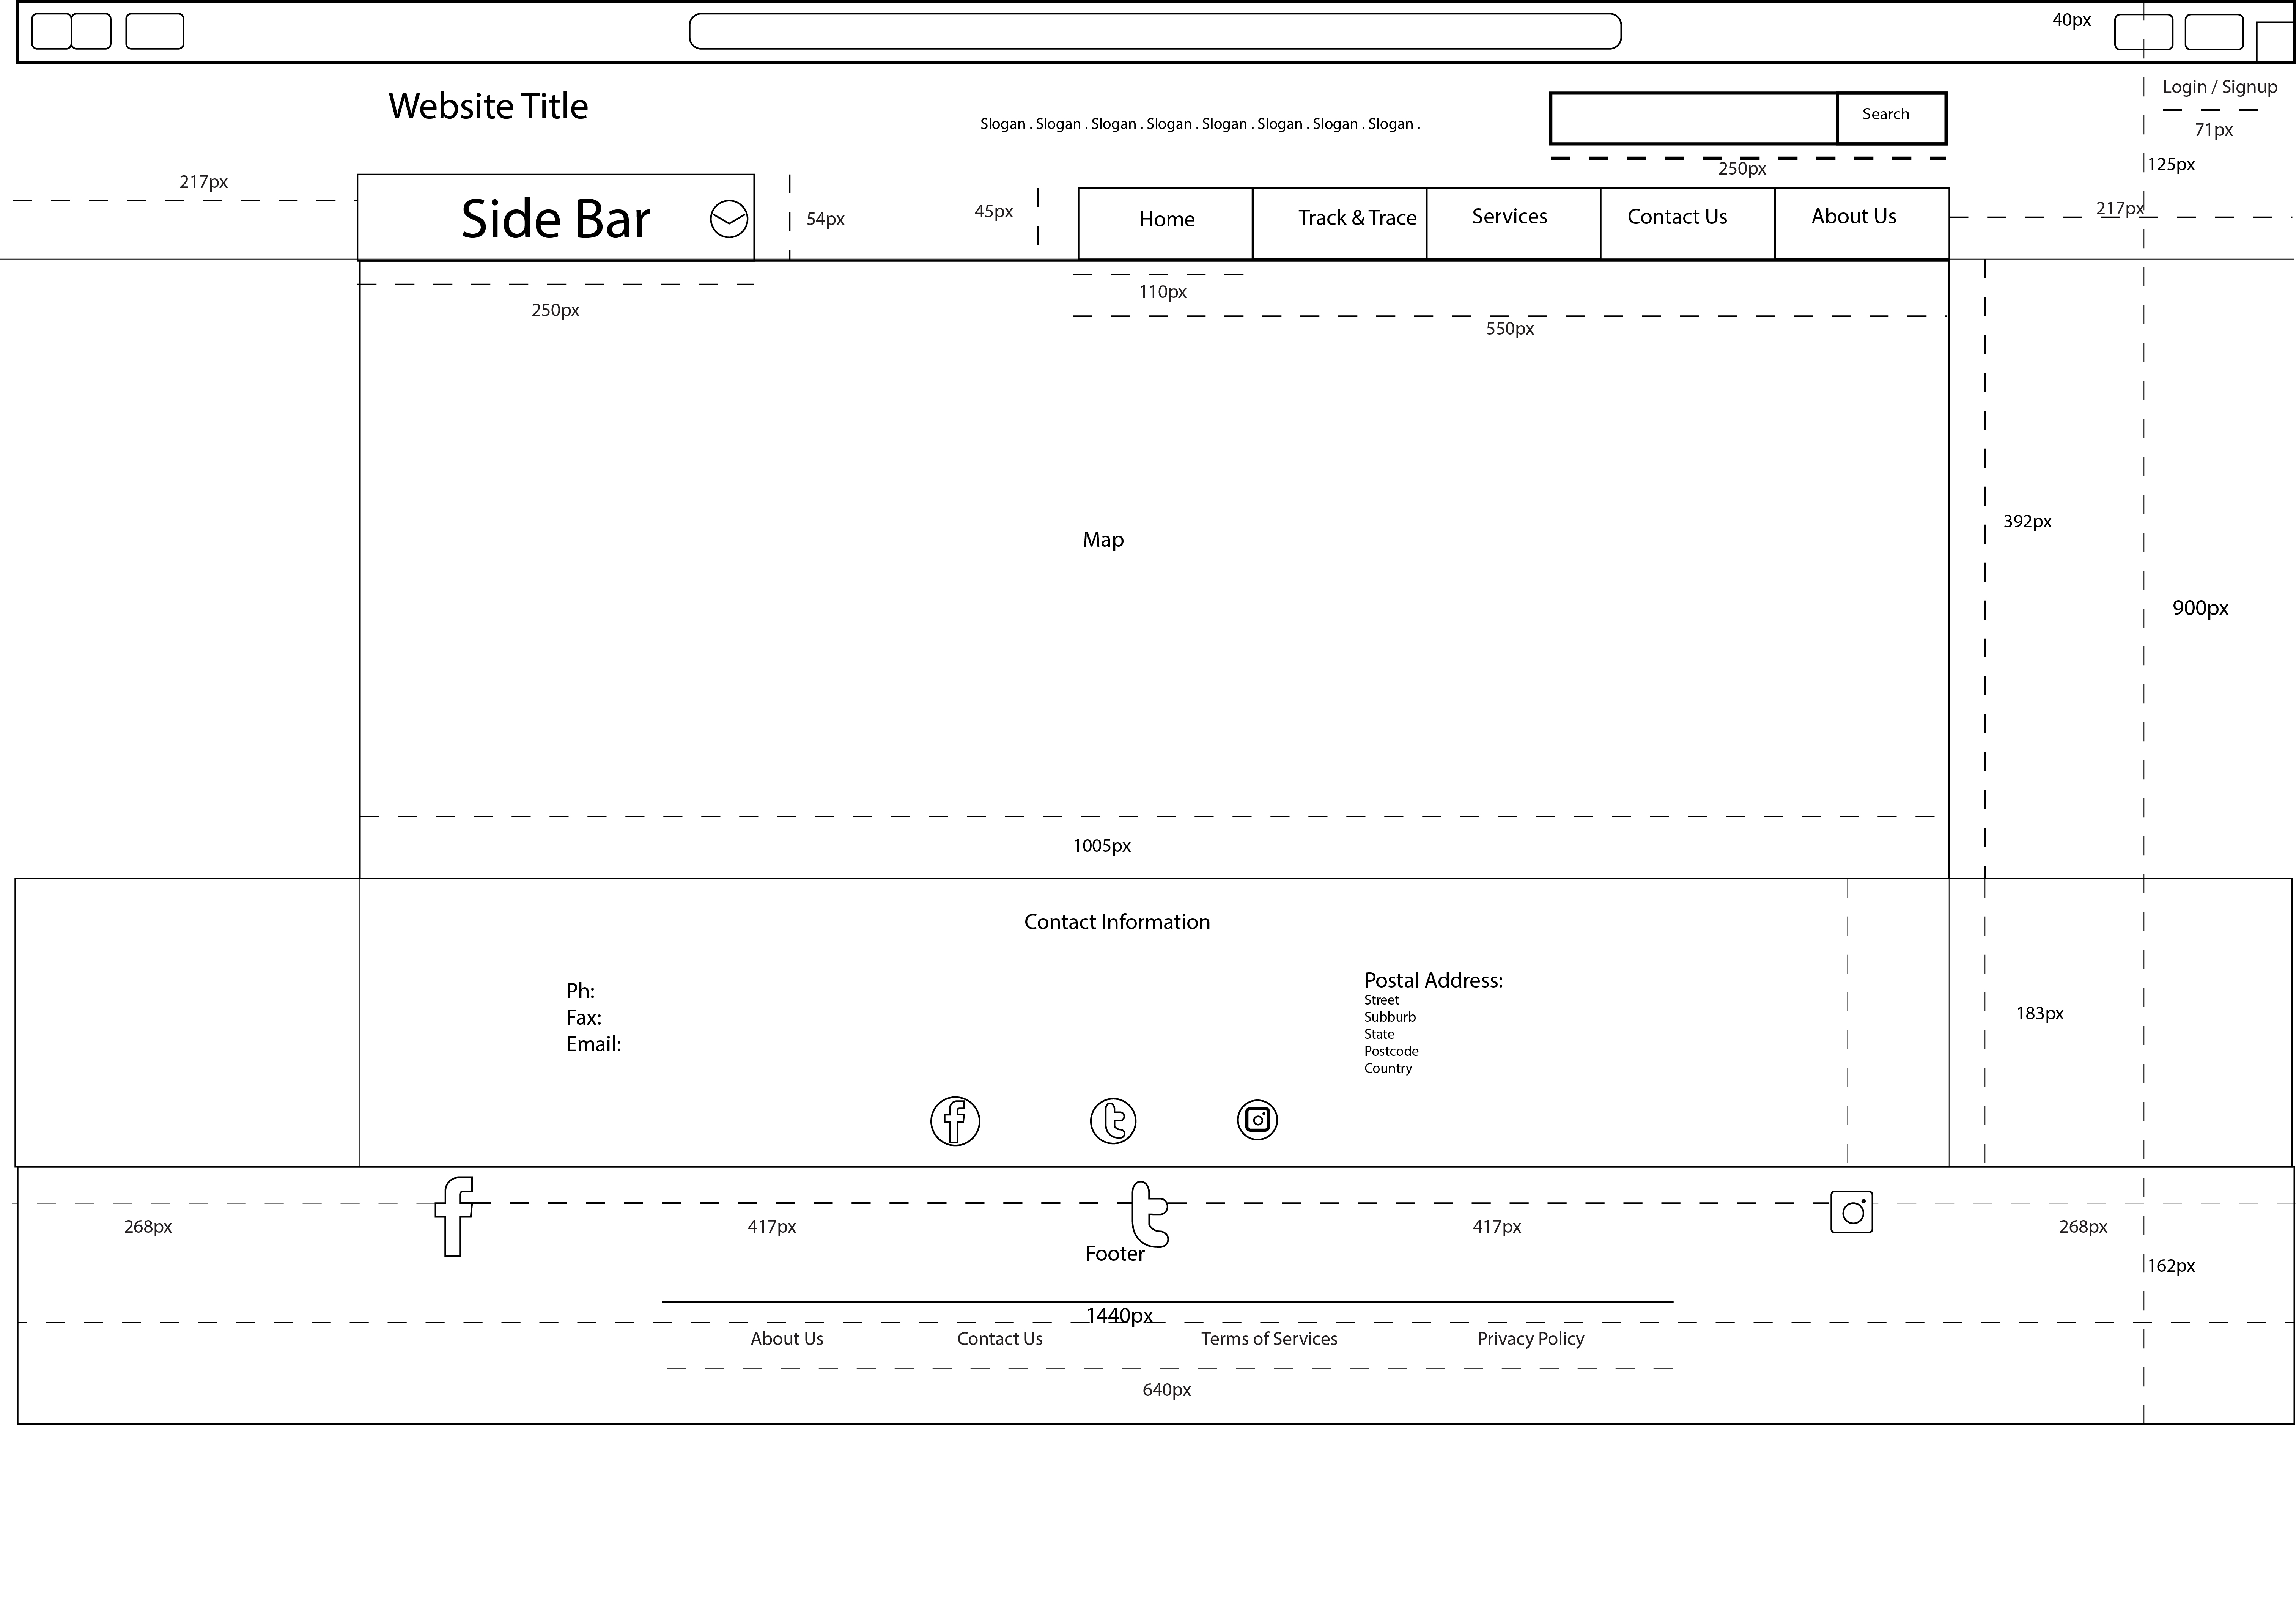 40px
Website Title
Slogan . Slogan . Slogan . Slogan . Slogan . Slogan . Slogan . Slogan .
Search
Login / Signup
71px
250px
125px
217px
Side Bar
54px
45px
Home
Track & Trace
Services
Contact Us
About Us
217px
250px
110px
550px
Map
392px
900px
1005px
Contact Information
Ph:
Fax:
Email:
Postal Address:
Street
Subburb
State
Postcode
Country
183px
268px
417px
417px
268px
Footer
162px
1440px
About Us
Contact Us
Terms of Services
Privacy Policy
640px